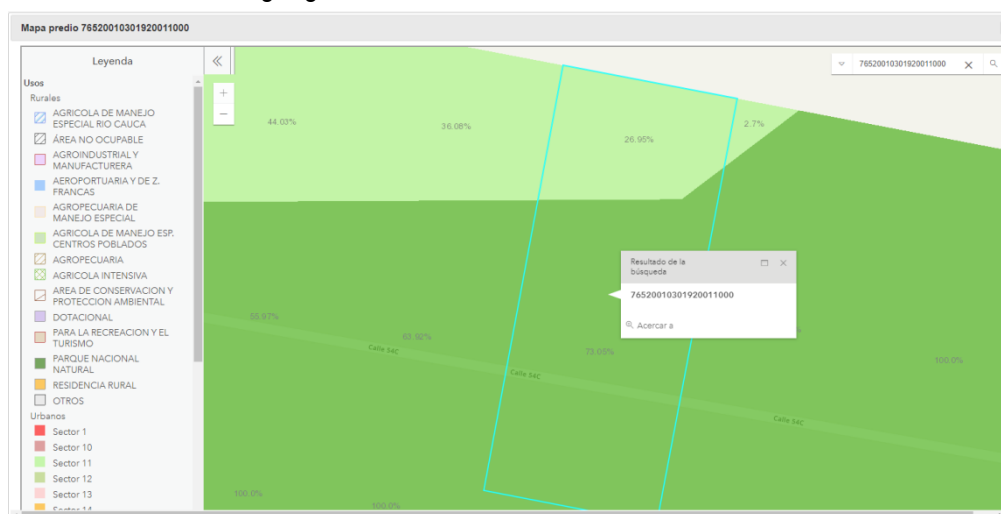 Mapa predio 76520010301920011000
Leyenda
Usos
Rurales
AGRICOLA DE MANEJO
ESPECIAL RIO CAUCA
ÁREA NO OCUPABLE
AGROINDUSTRIAL Y
MANUFACTURERA
AEROPORTUARIA Y DE Z.
FRANCAS
AGROPECUARIA DE
MANEJO ESPECIAL
AGRICOLA DE MANEJO ESP.
CENTROS POBLADOS
AGROPECUARIA
AGRICOLA INTENSIVA
AREA DE CONSERVACION Y
PROTECCION AMBIENTAL
DOTACIONAL
PARA LA RECREACION Y EL
TURISMO
PARQUE NACIONAL
NATURAL
RESIDENCIA RURAL
OTROS
Urbanos
Sector 1
Sector 10
Sector 11
Sector 12
Sector 13
Sector 14
+
−
76520010301920011000
44.03%
36.08%
26.95%
2.7%
Resultado de la
búsqueda
76520010301920011000
Acercar a
55.97%
63.92%
73.05%
100.0%
Calle 54C
Calle 54C
Calle 54C
100.0%
100.0%